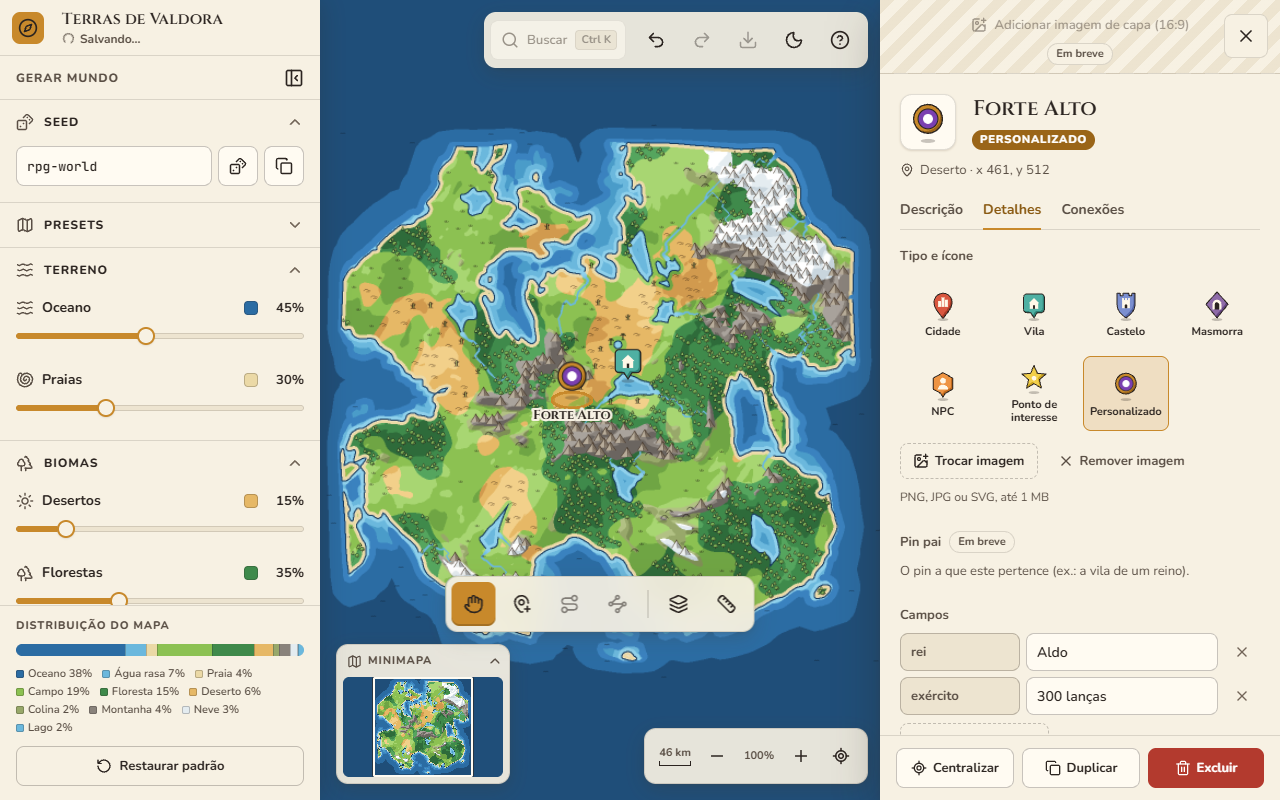 Terras de Valdora
Salvando...
GERAR MUNDO
SEED
rpg-world
PRESETS
TERRENO
Oceano 45%
Praias 30%
BIOMAS
Desertos 15%
Florestas 35%
DISTRIBUIÇÃO DO MAPA
Oceano 38% Água rasa 7% Praia 4%
Campo 19% Floresta 15% Deserto 6%
Colina 2% Montanha 4% Neve 3%
Lago 2%
Restaurar padrão
Buscar Ctrl K
Forte Alto
MINIMAPA
46 km
100%
Adicionar imagem de capa (16:9)
Em breve
Forte Alto
PERSONALIZADO
Deserto · x 461, y 512
Descrição Detalhes Conexões
Tipo e ícone
Cidade Vila Castelo Masmorra
NPC Ponto de interesse Personalizado
Trocar imagem Remover imagem
PNG, JPG ou SVG, até 1 MB
Pin pai Em breve
O pin a que este pertence (ex.: a vila de um reino).
Campos
rei Aldo
exército 300 lanças
Centralizar Duplicar Excluir